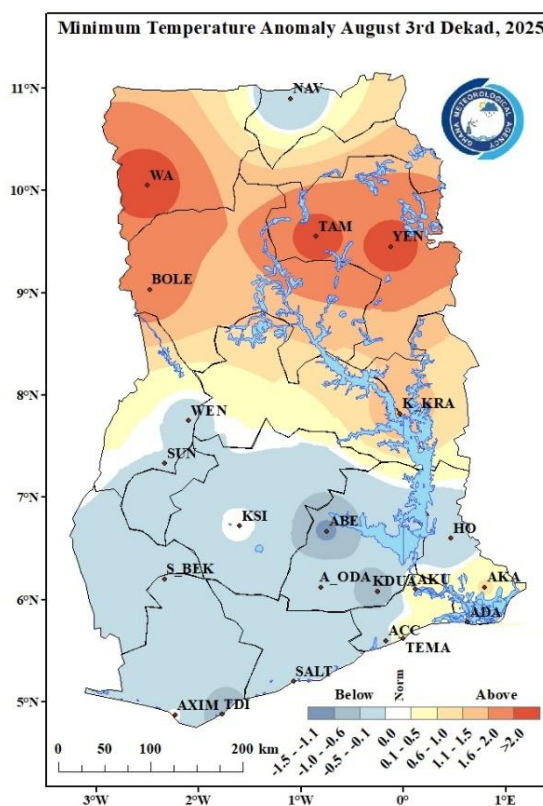 Minimum Temperature Anomaly August 3rd Dekad, 2025
11°N
NAV
GHANA METEOROLOGICAL AGENCY
10°N
WA
TAM
YEN
9°N
BOLE
8°N
K_KRA
WEN
SUN
7°N
KSI
ABE
HO
S_BEK
A_ODA
KDUA
AKU
AKA
6°N
ADA
ACC
TEMA
SALT
5°N
AXIM
TDI
Below
Norm
Above
-1.5 - -1.1
-1.0 - -0.6
-0.5 - -0.1
0.0
0.1 - 0.5
0.6 - 1.0
1.1 - 1.5
1.6 - 2.0
>2.0
0 50 100 200 km
3°W
2°W
1°W
0°
1°E